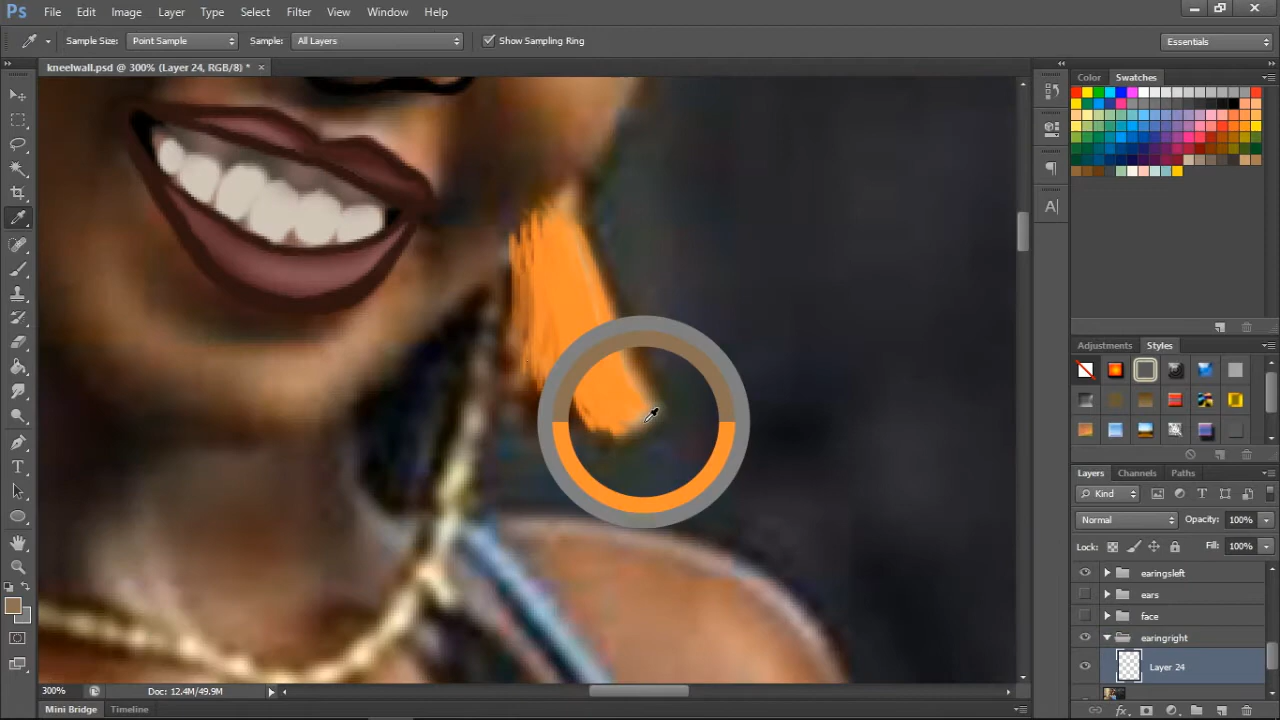 Ps File Edit Image Layer Type Select Filter View Window Help
Sample Size: Point Sample Sample: All Layers Show Sampling Ring Essentials
kneelwall.psd @ 300% (Layer 24, RGB/8) * ×
Color Swatches
Adjustments Styles
Layers Channels Paths
Kind
Normal Opacity: 100%
Lock: Fill: 100%
earingsleft
ears
face
earingright
Layer 24
300% Doc: 12.4M/49.9M
Mini Bridge Timeline